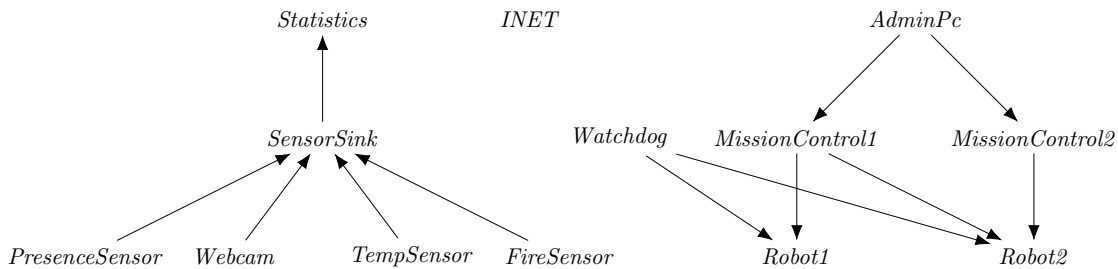 Statistics INET AdminPc
SensorSink Watchdog MissionControl1 MissionControl2
PresenceSensor Webcam TempSensor FireSensor Robot1 Robot2